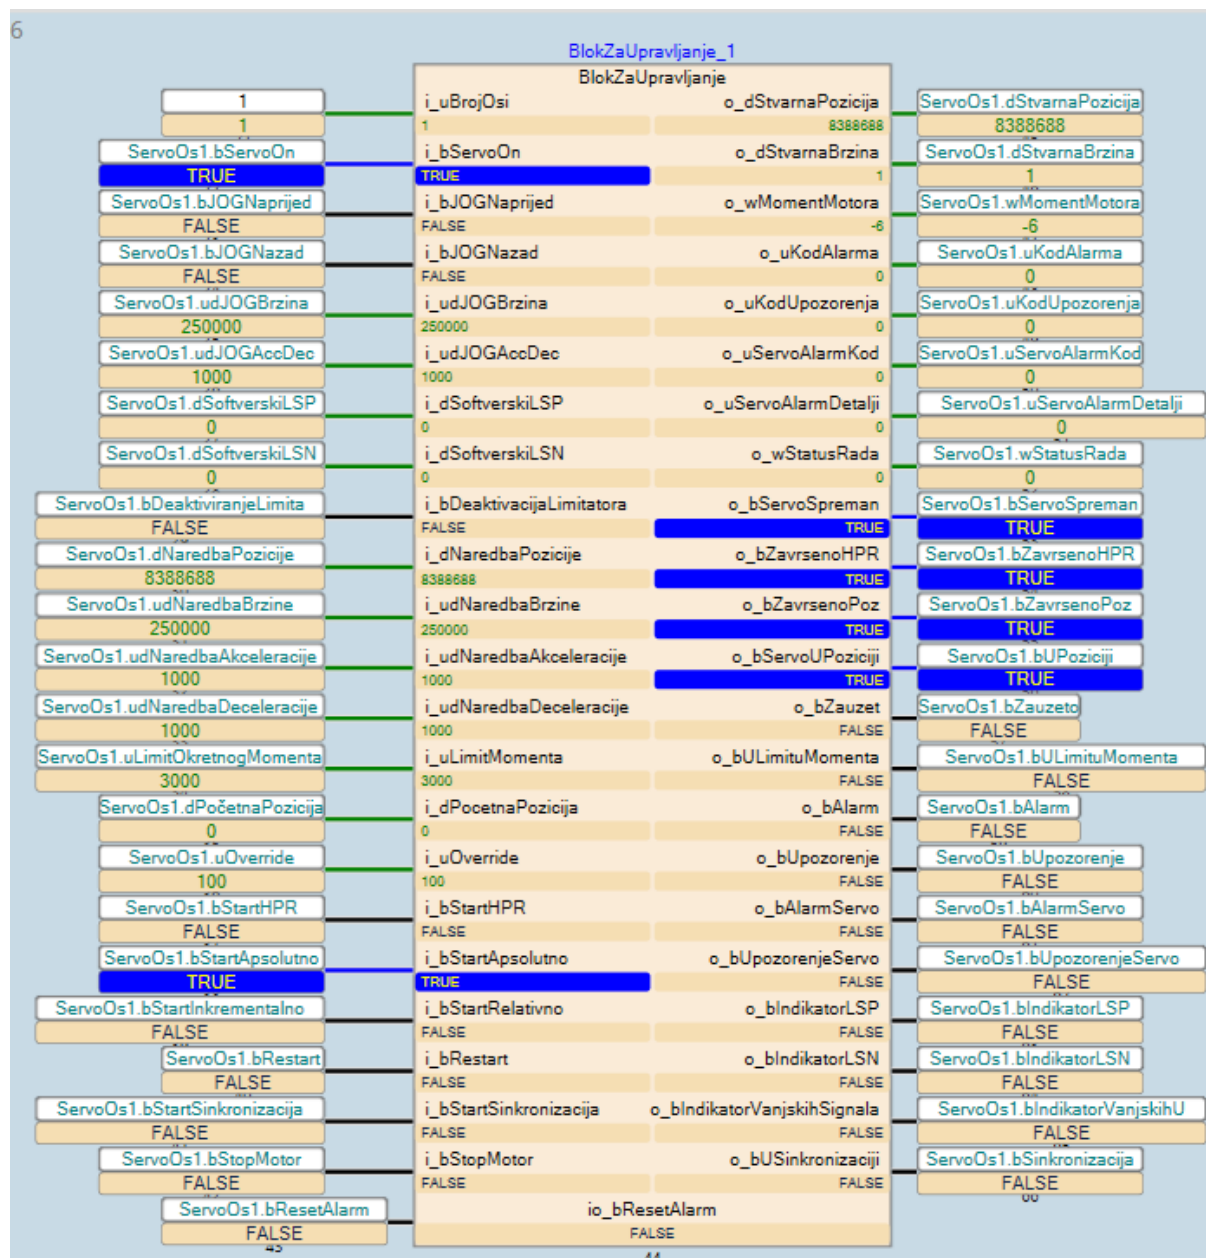 6
BlokZaUpravljanje_1
BlokZaUpravljanje
1 i_uBrojOsi o_dStvarnaPozicija ServoOs1.dStvarnaPozicija
1 1 8388688 8388688
ServoOs1.bServoOn i_bServoOn o_dStvarnaBrzina ServoOs1.dStvarnaBrzina
TRUE TRUE 1 1
ServoOs1.bJOGNaprijed i_bJOGNaprijed o_wMomentMotora ServoOs1.wMomentMotora
FALSE FALSE -6 -6
ServoOs1.bJOGNazad i_bJOGNazad o_uKodAlarma ServoOs1.uKodAlarma
FALSE FALSE 0 0
ServoOs1.udJOGBrzina i_udJOGBrzina o_uKodUpozorenja ServoOs1.uKodUpozorenja
250000 250000 0 0
ServoOs1.udJOGAccDec i_udJOGAccDec o_uServoAlarmKod ServoOs1.uServoAlarmKod
1000 1000 0 0
ServoOs1.dSoftverskiLSP i_dSoftverskiLSP o_uServoAlarmDetalji ServoOs1.uServoAlarmDetalji
0 0 0 0
ServoOs1.dSoftverskiLSN i_dSoftverskiLSN o_wStatusRada ServoOs1.wStatusRada
0 0 0 0
ServoOs1.bDeaktiviranjeLimita i_bDeaktivacijaLimitatora o_bServoSpreman ServoOs1.bServoSpreman
FALSE FALSE TRUE TRUE
ServoOs1.dNaredbaPozicije i_dNaredbaPozicije o_bZavrsenoHPR ServoOs1.bZavrsenoHPR
8388688 8388688 TRUE TRUE
ServoOs1.udNaredbaBrzine i_udNaredbaBrzine o_bZavrsenoPoz ServoOs1.bZavrsenoPoz
250000 250000 TRUE TRUE
ServoOs1.udNaredbaAkceleracije i_udNaredbaAkceleracije o_bServoUPoziciji ServoOs1.bUPoziciji
1000 1000 TRUE TRUE
ServoOs1.udNaredbaDeceleracije i_udNaredbaDeceleracije o_bZauzet ServoOs1.bZauzeto
1000 1000 FALSE FALSE
ServoOs1.uLimitOkretnogMomenta i_uLimitMomenta o_bULimituMomenta ServoOs1.bULimituMomenta
3000 3000 FALSE FALSE
ServoOs1.dPočetnaPozicija i_dPocetnaPozicija o_bAlarm ServoOs1.bAlarm
0 0 FALSE FALSE
ServoOs1.uOverride i_uOverride o_bUpozorenje ServoOs1.bUpozorenje
100 100 FALSE FALSE
ServoOs1.bStartHPR i_bStartHPR o_bAlarmServo ServoOs1.bAlarmServo
FALSE FALSE FALSE FALSE
ServoOs1.bStartApsolutno i_bStartApsolutno o_bUpozorenjeServo ServoOs1.bUpozorenjeServo
TRUE TRUE FALSE FALSE
ServoOs1.bStartInkrementalno i_bStartRelativno o_bIndikatorLSP ServoOs1.bIndikatorLSP
FALSE FALSE FALSE FALSE
ServoOs1.bRestart i_bRestart o_bIndikatorLSN ServoOs1.bIndikatorLSN
FALSE FALSE FALSE FALSE
ServoOs1.bStartSinkronizacija i_bStartSinkronizacija o_bIndikatorVanjskihSignala ServoOs1.bIndikatorVanjskihU
FALSE FALSE FALSE FALSE
ServoOs1.bStopMotor i_bStopMotor o_bUSinkronizaciji ServoOs1.bSinkronizacija
FALSE FALSE FALSE FALSE
ServoOs1.bResetAlarm io_bResetAlarm
FALSE FALSE